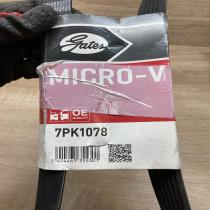 Gates
MICRO-V
OE
7PK1078